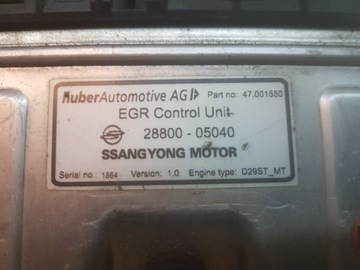 huberAutomotive AG Part no: 47.001550
EGR Control Unit
28800 - 05040
SSANGYONG MOTOR
Serial no.: 1864 Version: 1.0. Engine type: D29ST_MT